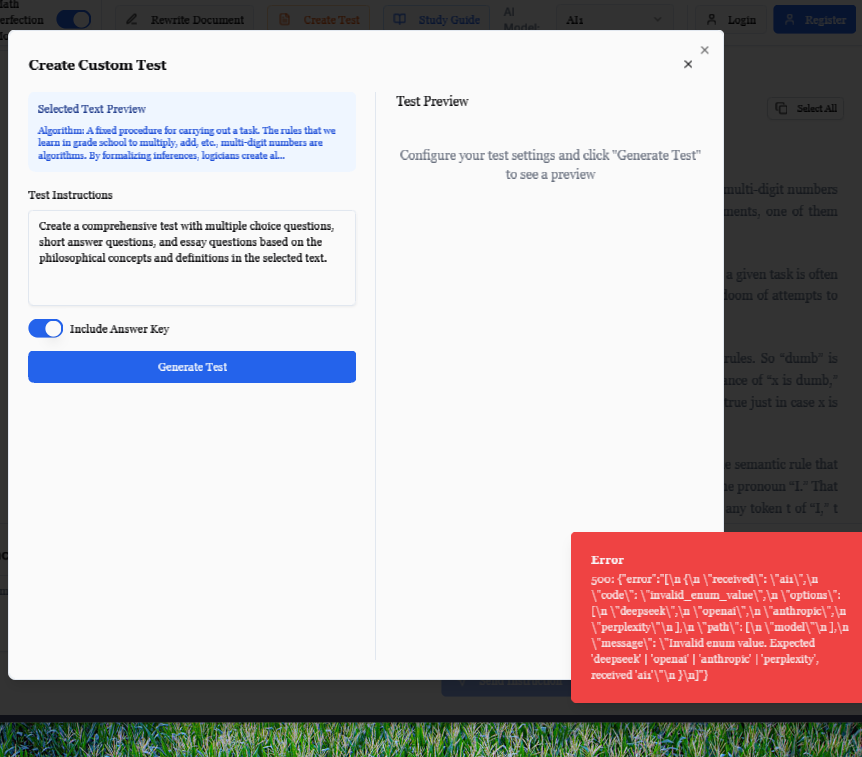 Math
erfection
Rewrite Document
Create Test
Study Guide
AI
Model:
AI1
Login
Register
Create Custom Test
Selected Text Preview
Algorithm: A fixed procedure for carrying out a task. The rules that we
learn in grade school to multiply, add, etc., multi-digit numbers are
algorithms. By formalizing inferences, logicians create al...
Test Instructions
Create a comprehensive test with multiple choice questions,
short answer questions, and essay questions based on the
philosophical concepts and definitions in the selected text.
Include Answer Key
Generate Test
Test Preview
Configure your test settings and click "Generate Test"
to see a preview
Select All
multi-digit numbers
ments, one of them
a given task is often
doom of attempts to
rules. So “dumb” is
nce of “x is dumb,”
true just in case x is
e semantic rule that
he pronoun “I.” That
any token t of “I,” t
Error
500: {"error":"[\n {\n \"received\": \"ai1\",\n
\"code\": \"invalid_enum_value\",\n \"options\":
[\n \"deepseek\",\n \"openai\",\n \"anthropic\",\n
\"perplexity\"\n ],\n \"path\": [\n \"model\"\n ],\n
\"message\": \"Invalid enum value. Expected
'deepseek' | 'openai' | 'anthropic' | 'perplexity',
received 'ai1'\"\n }\n]"}